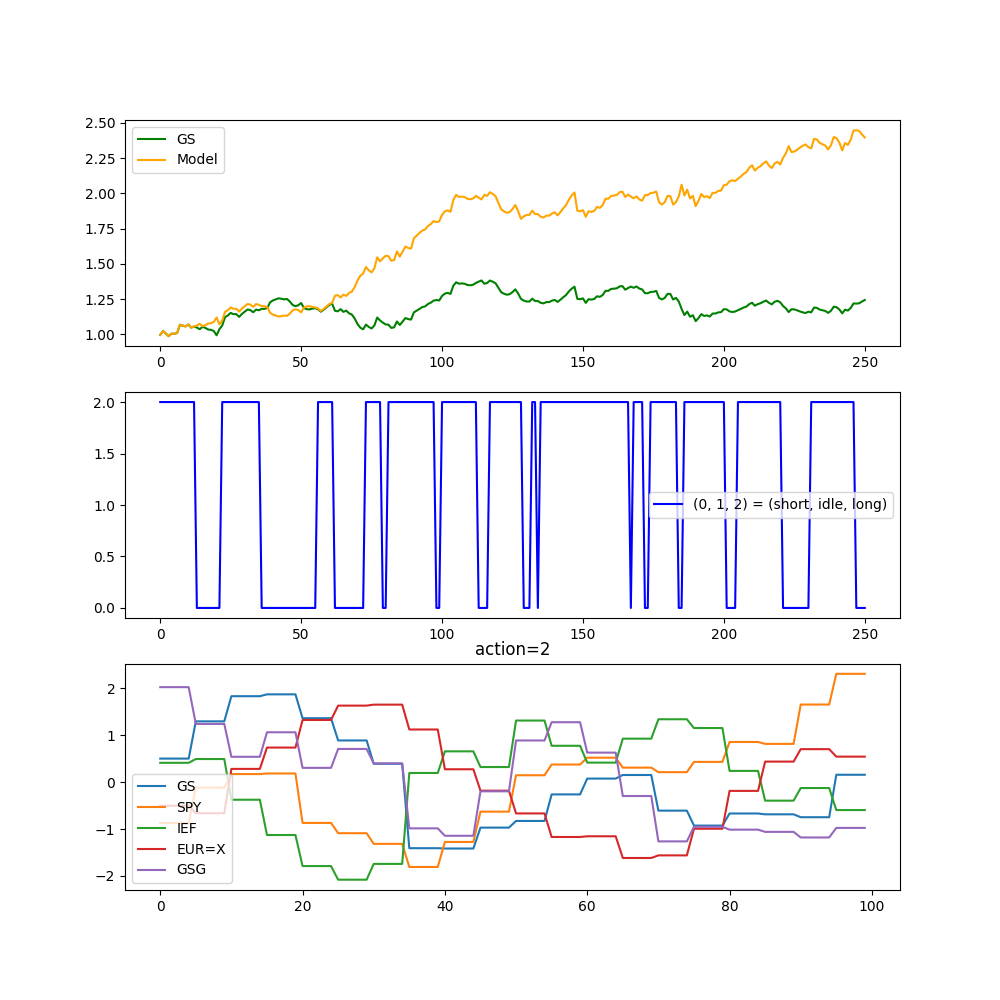 2.50
2.25
2.00
1.75
1.50
1.25
1.00
GS
Model
0 50 100 150 200 250
2.0
1.5
1.0
0.5
0.0
(0, 1, 2) = (short, idle, long)
0 50 100 150 200 250
action=2
2
1
0
−1
−2
GS
SPY
IEF
EUR=X
GSG
0 20 40 60 80 100